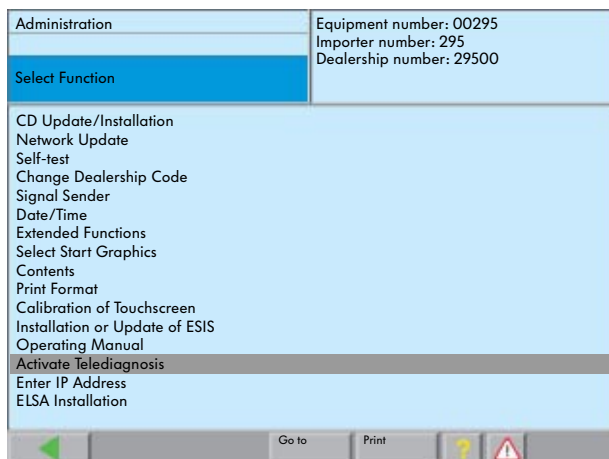 Administration
Select Function
Equipment number: 00295
Importer number: 295
Dealership number: 29500
CD Update/Installation
Network Update
Self-test
Change Dealership Code
Signal Sender
Date/Time
Extended Functions
Select Start Graphics
Contents
Print Format
Calibration of Touchscreen
Installation or Update of ESIS
Operating Manual
Activate Telediagnosis
Enter IP Address
ELSA Installation
Go to
Print
?
!